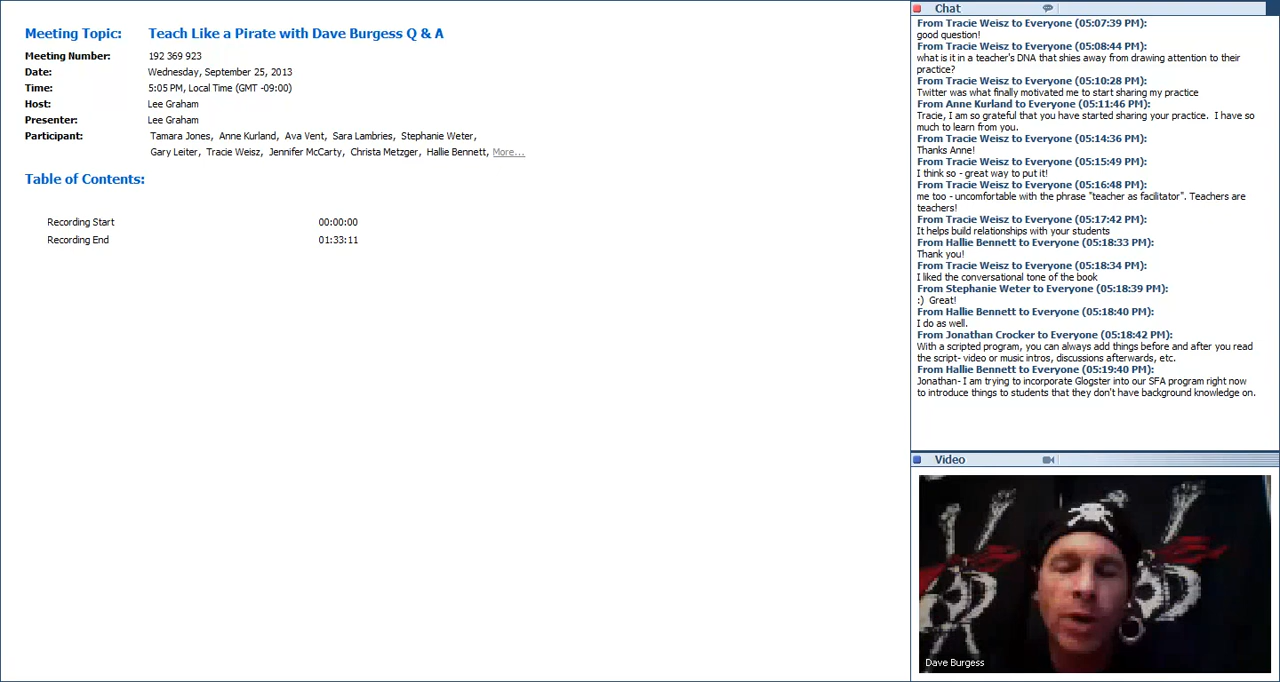 Meeting Topic: Teach Like a Pirate with Dave Burgess Q & A
Meeting Number: 192 369 923
Date: Wednesday, September 25, 2013
Time: 5:05 PM, Local Time (GMT -09:00)
Host: Lee Graham
Presenter: Lee Graham
Participant: Tamara Jones, Anne Kurland, Ava Vent, Sara Lambries, Stephanie Weter,
Gary Leiter, Tracie Weisz, Jennifer McCarty, Christa Metzger, Hallie Bennett, More...
Table of Contents:
Recording Start 00:00:00
Recording End 01:33:11
Chat
From Tracie Weisz to Everyone (05:07:39 PM):
good question!
From Tracie Weisz to Everyone (05:08:44 PM):
what is it in a teacher's DNA that shies away from drawing attention to their
practice?
From Tracie Weisz to Everyone (05:10:28 PM):
Twitter was what finally motivated me to start sharing my practice
From Anne Kurland to Everyone (05:11:46 PM):
Tracie, I am so grateful that you have started sharing your practice.  I have so
much to learn from you.
From Tracie Weisz to Everyone (05:14:36 PM):
Thanks Anne!
From Tracie Weisz to Everyone (05:15:49 PM):
I think so - great way to put it!
From Tracie Weisz to Everyone (05:16:48 PM):
me too - uncomfortable with the phrase "teacher as facilitator". Teachers are
teachers!
From Tracie Weisz to Everyone (05:17:42 PM):
It helps build relationships with your students
From Hallie Bennett to Everyone (05:18:33 PM):
Thank you!
From Tracie Weisz to Everyone (05:18:34 PM):
I liked the conversational tone of the book
From Stephanie Weter to Everyone (05:18:39 PM):
:)  Great!
From Hallie Bennett to Everyone (05:18:40 PM):
I do as well.
From Jonathan Crocker to Everyone (05:18:42 PM):
With a scripted program, you can always add things before and after you read
the script- video or music intros, discussions afterwards, etc.
From Hallie Bennett to Everyone (05:19:40 PM):
Jonathan- I am trying to incorporate Glogster into our SFA program right now
to introduce things to students that they don't have background knowledge on.
Video
Dave Burgess